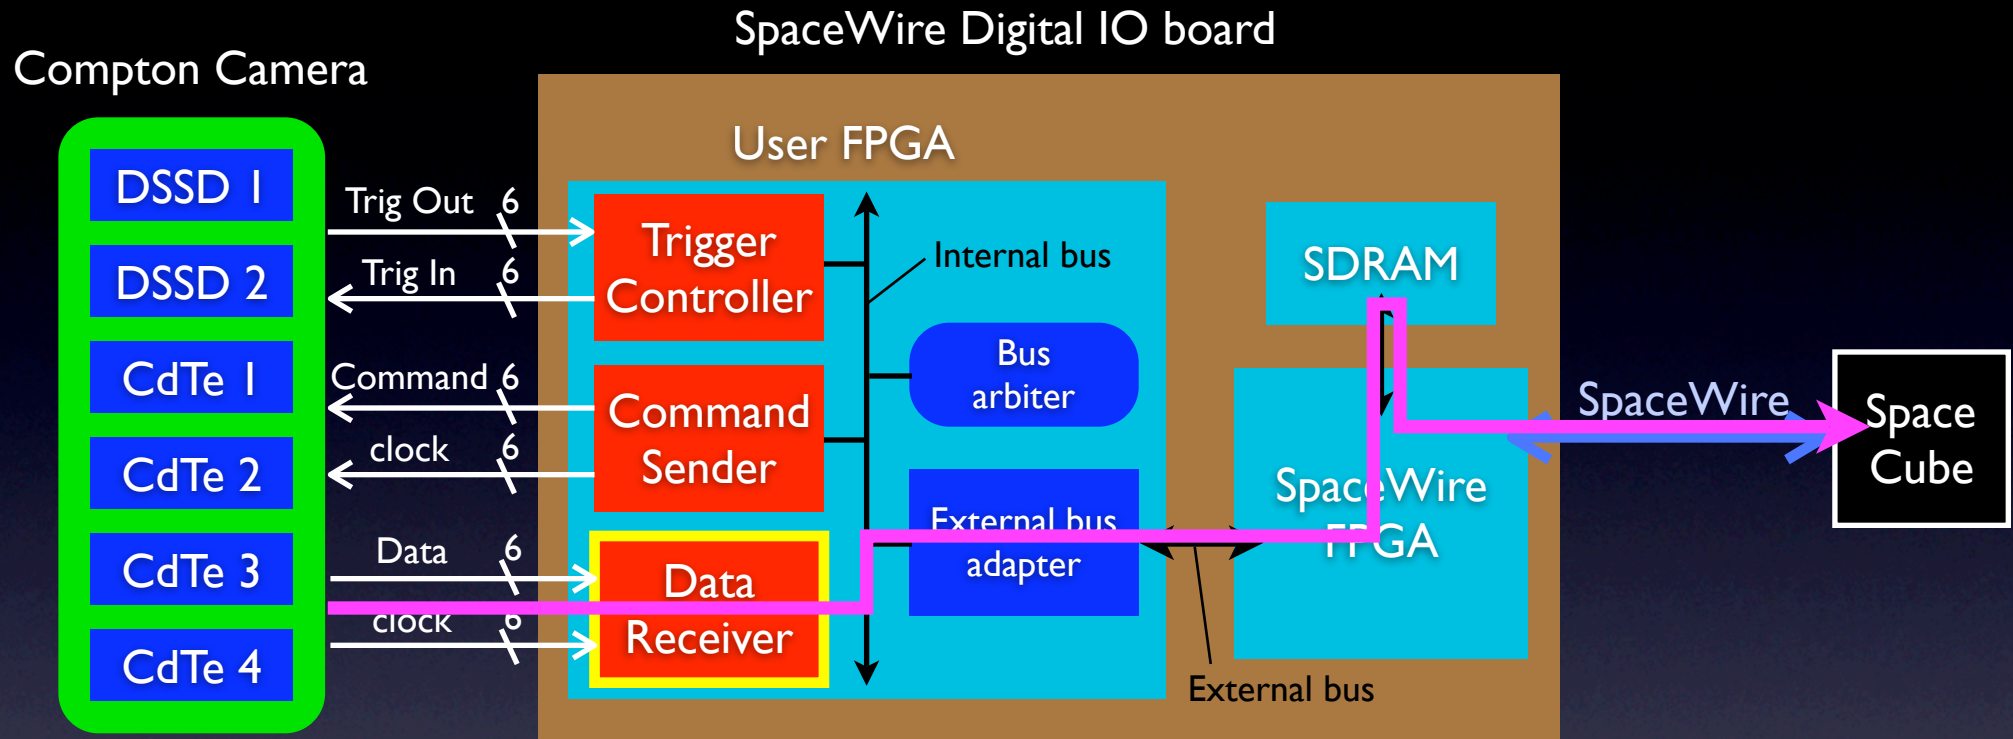 SpaceWire Digital IO board
Compton Camera
User FPGA
DSSD 1
DSSD 2
CdTe 1
CdTe 2
CdTe 3
CdTe 4
Trig Out 6
Trig In 6
Command 6
clock 6
Data 6
clock 6
Trigger
Controller
Command
Sender
Data
Receiver
Internal bus
Bus
arbiter
External bus
adapter
External bus
SDRAM
SpaceWire
FPGA
SpaceWire
Space
Cube